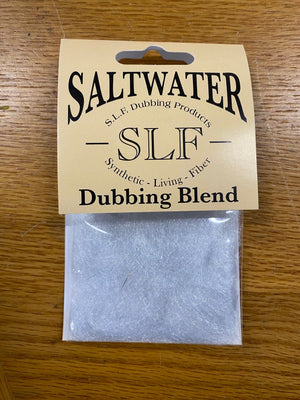 SALTWATER
S.L.F. Dubbing Products
- SLF -
Synthetic - Living - Fiber
Dubbing Blend